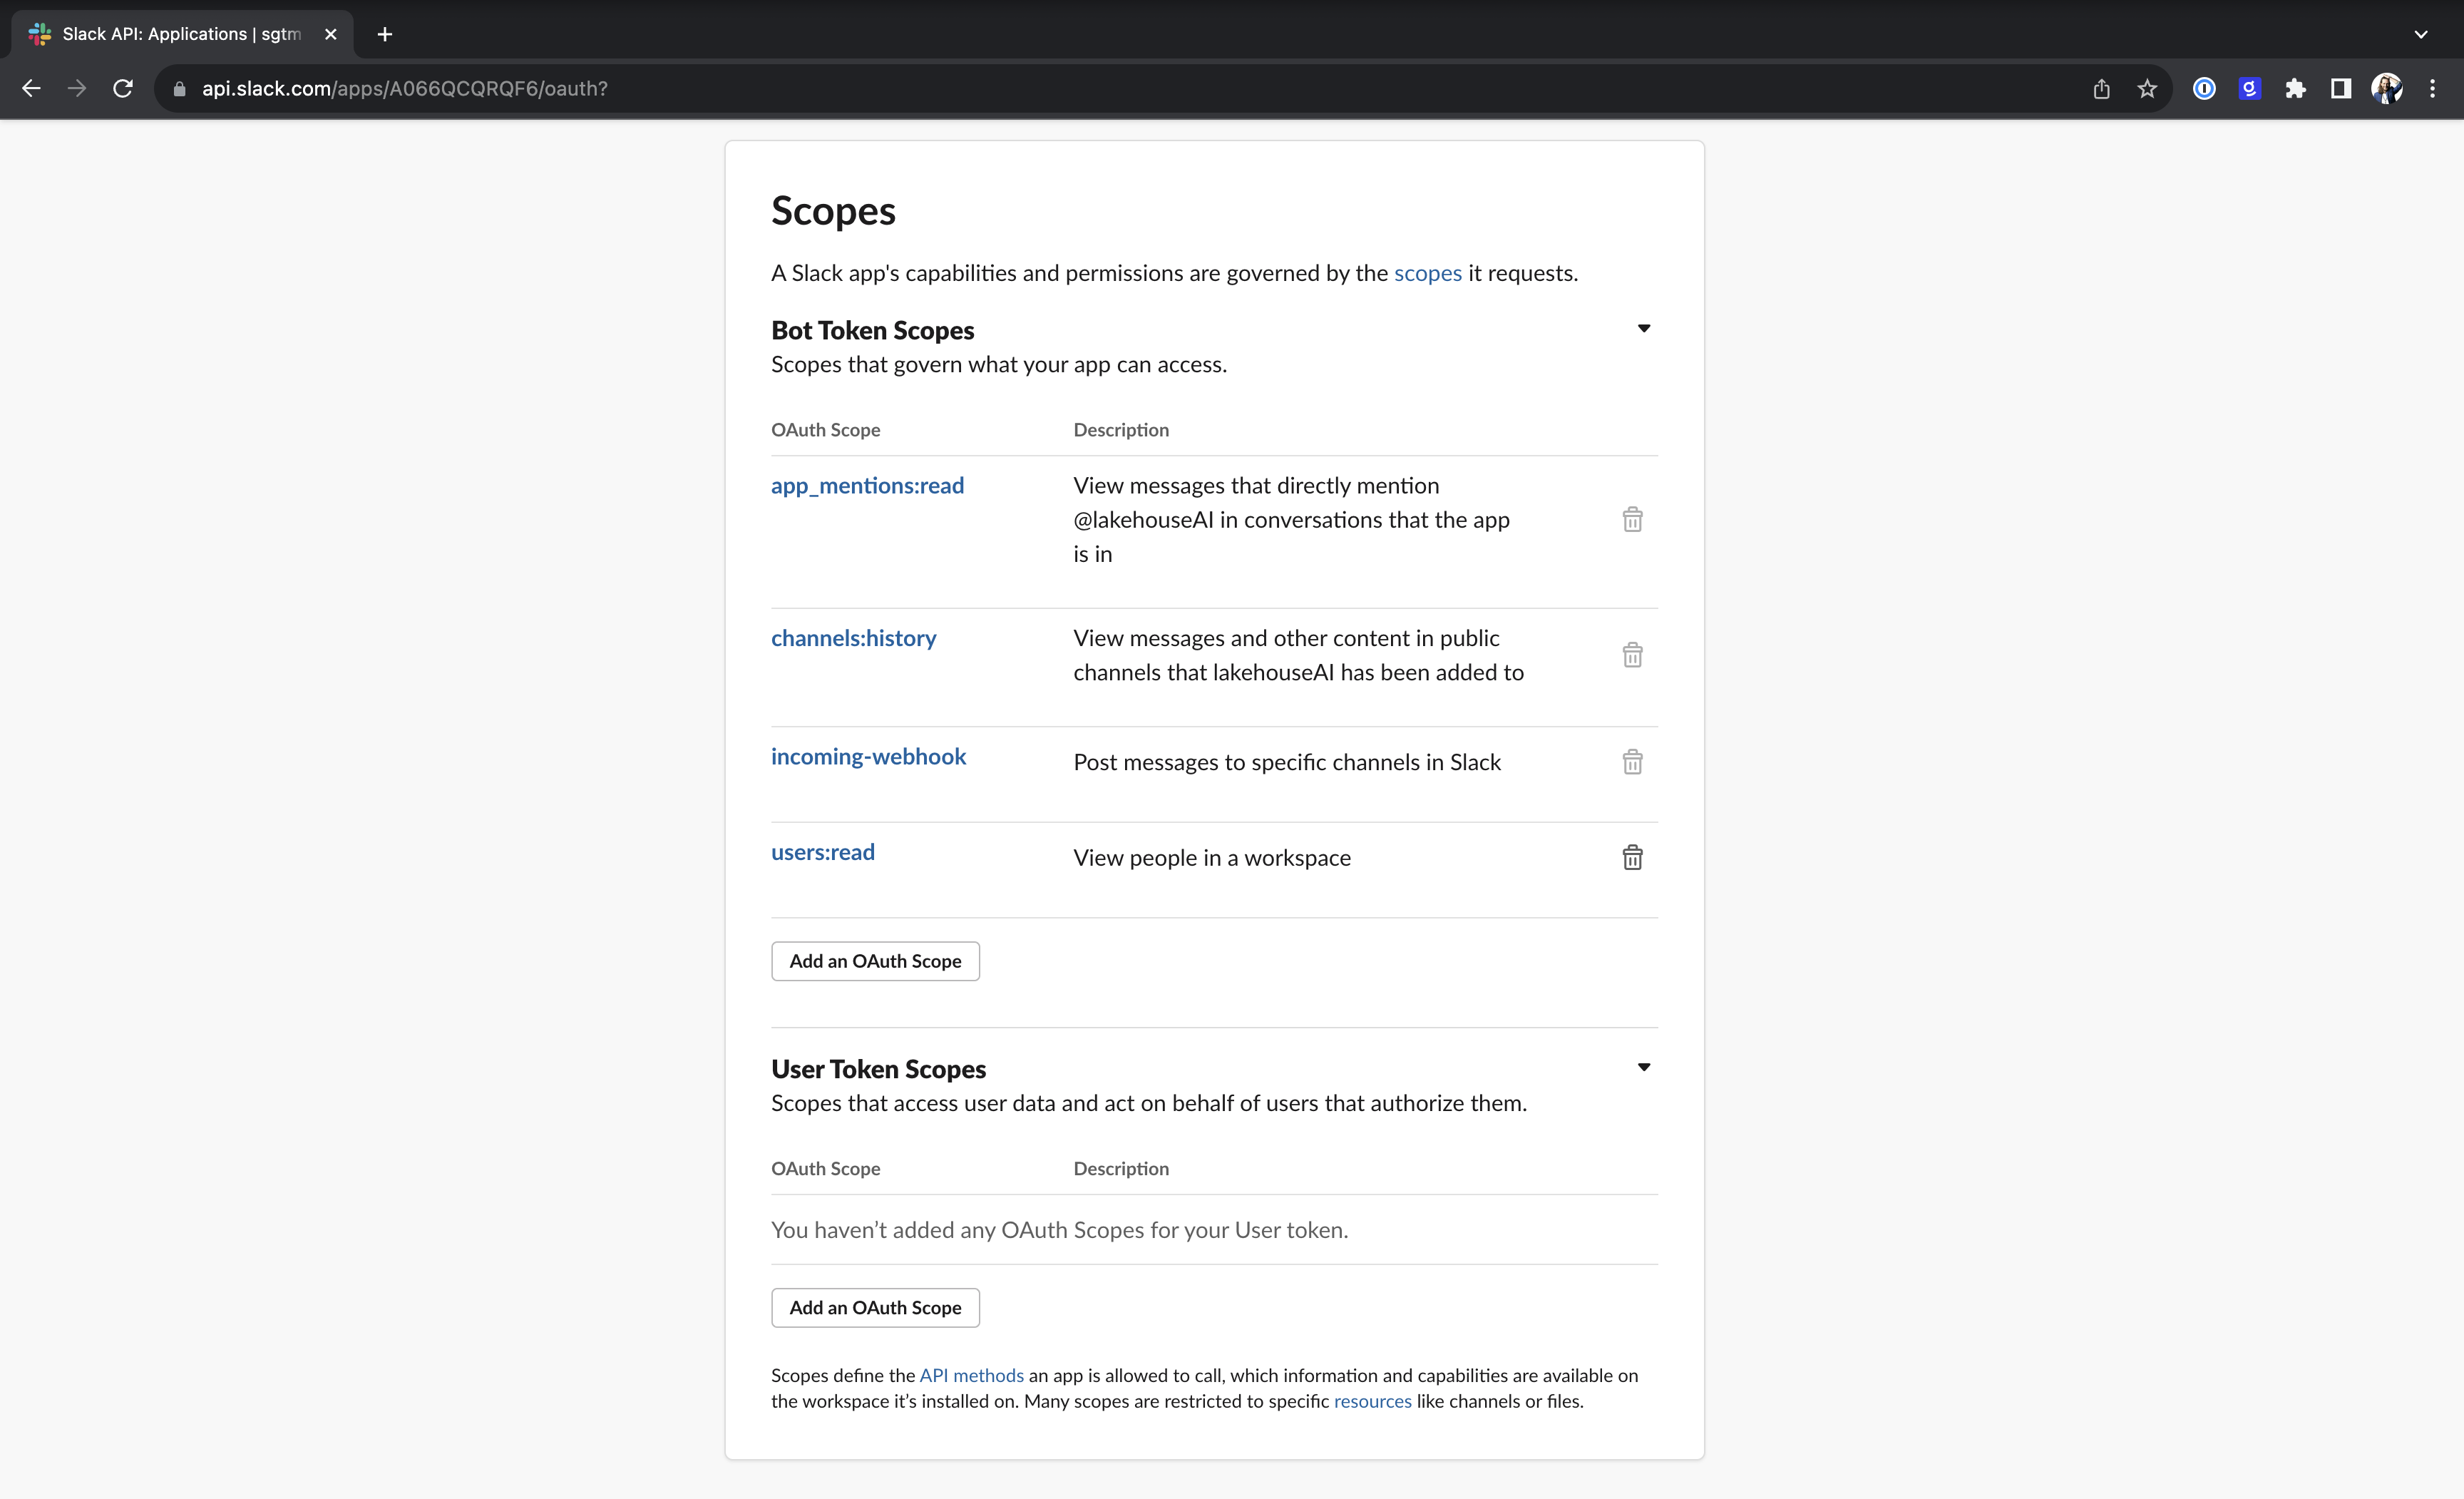 Slack API: Applications | sgtm
api.slack.com/apps/A066QCQRQF6/oauth?
Scopes
A Slack app's capabilities and permissions are governed by the scopes it requests.
Bot Token Scopes
Scopes that govern what your app can access.
OAuth Scope Description
app_mentions:read View messages that directly mention
@lakehouseAI in conversations that the app
is in
channels:history View messages and other content in public
channels that lakehouseAI has been added to
incoming-webhook Post messages to specific channels in Slack
users:read View people in a workspace
Add an OAuth Scope
User Token Scopes
Scopes that access user data and act on behalf of users that authorize them.
OAuth Scope Description
You haven’t added any OAuth Scopes for your User token.
Add an OAuth Scope
Scopes define the API methods an app is allowed to call, which information and capabilities are available on
the workspace it’s installed on. Many scopes are restricted to specific resources like channels or files.